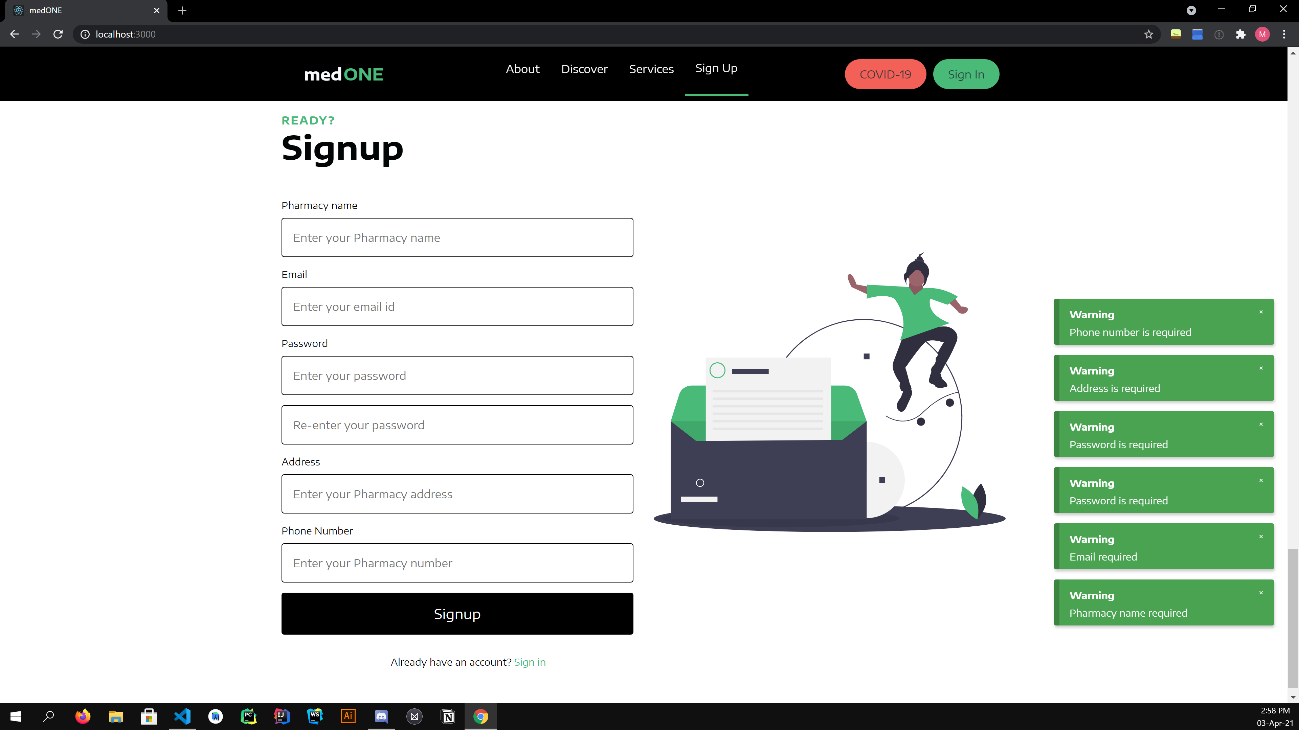 medONE
localhost:3000
M
medONE
About
Discover
Services
Sign Up
COVID-19
Sign In
READY?
Signup
Pharmacy name
Enter your Pharmacy name
Email
Enter your email id
Password
Enter your password
Re-enter your password
Address
Enter your Pharmacy address
Phone Number
Enter your Pharmacy number
Signup
Already have an account? Sign in
Warning
Phone number is required
Warning
Address is required
Warning
Password is required
Warning
Password is required
Warning
Email required
Warning
Pharmacy name required
PC
IJ
WS
Ai
N
2:58 PM
03-Apr-21